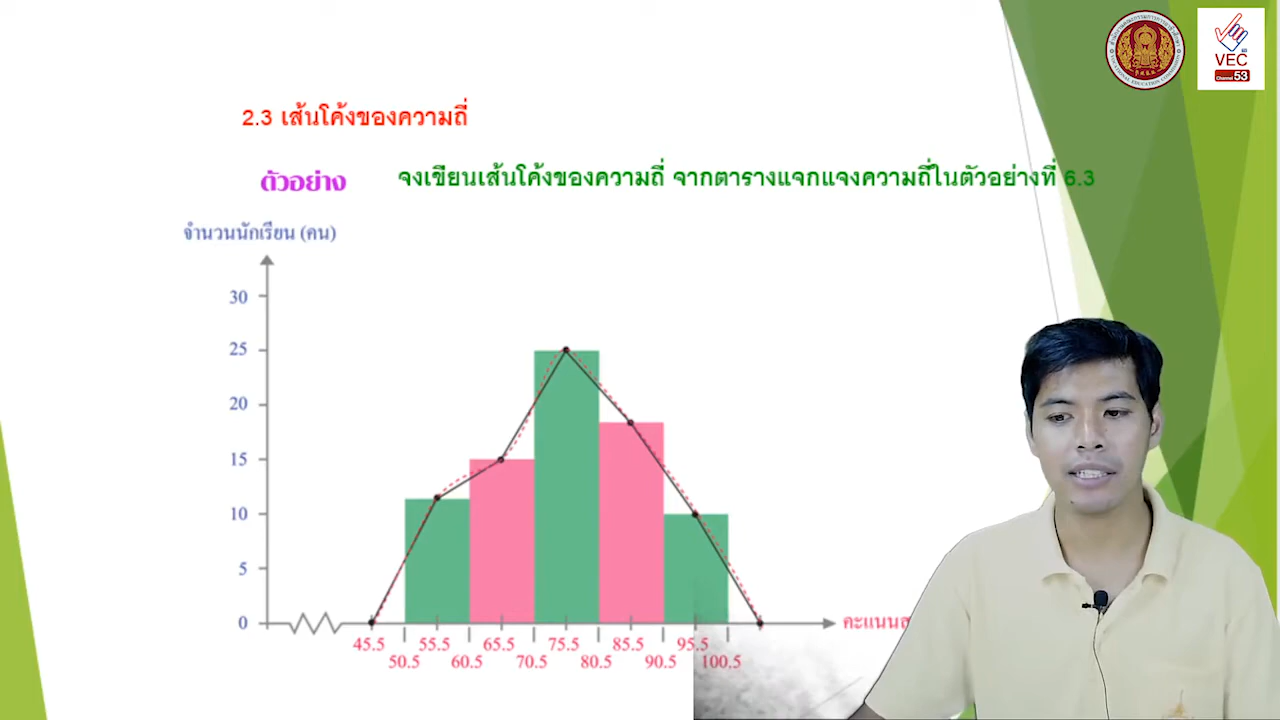 VEC
Channel 53
2.3 เส้นโค้งของความถี่
ตัวอย่าง จงเขียนเส้นโค้งของความถี่ จากตารางแจกแจงความถี่ในตัวอย่างที่ 6.3
จำนวนนักเรียน (คน)
30
25
20
15
10
5
0
45.5 55.5 65.5 75.5 85.5 95.5
50.5 60.5 70.5 80.5 90.5 100.5